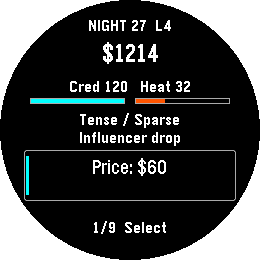 NIGHT 27 L4
$1214
Cred 120 Heat 32
Tense / Sparse
Influencer drop
Price: $60
1/9 Select